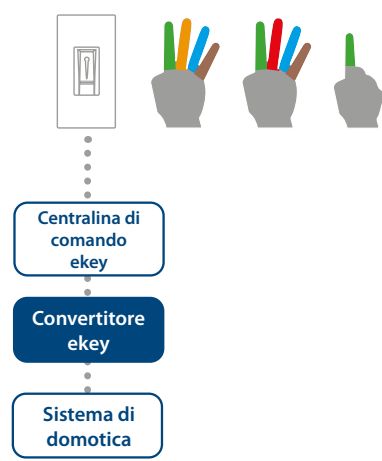 Centralina di
comando
ekey
Convertitore
ekey
Sistema di
domotica